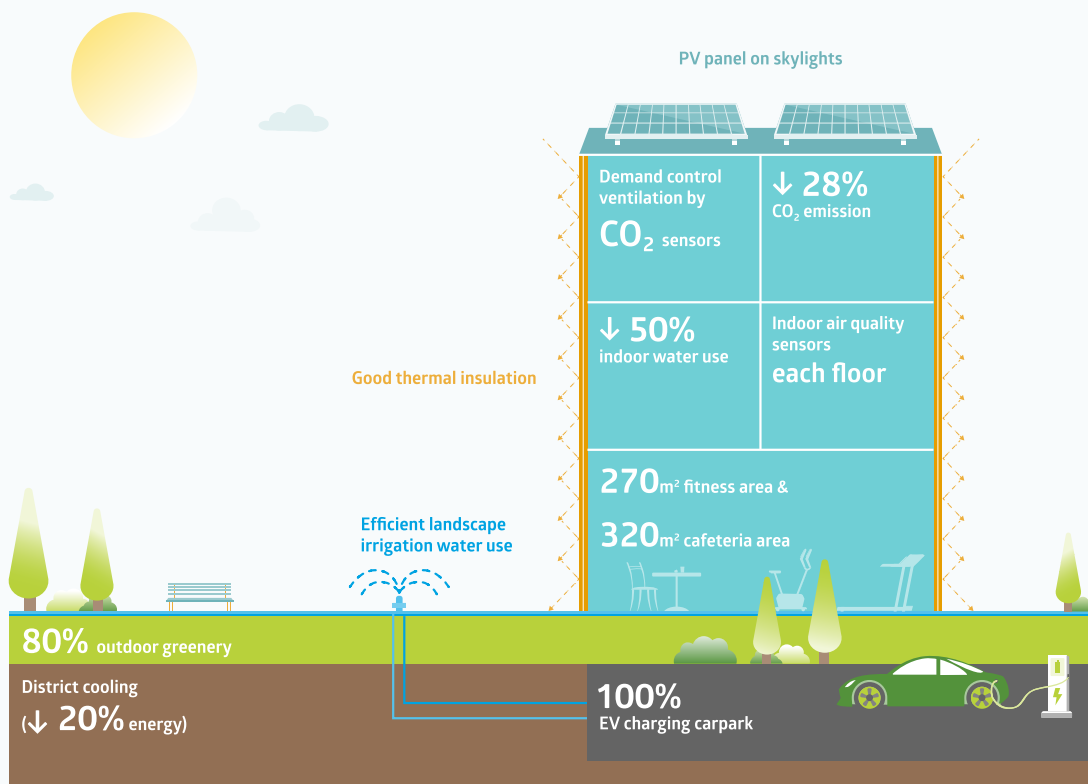 PV panel on skylights
Demand control
ventilation by
CO₂ sensors
↓ 28%
CO₂ emission
↓ 50%
indoor water use
Indoor air quality
sensors
each floor
Good thermal insulation
270m² fitness area &
320m² cafeteria area
Efficient landscape
irrigation water use
80% outdoor greenery
District cooling
(↓ 20% energy)
100%
EV charging carpark